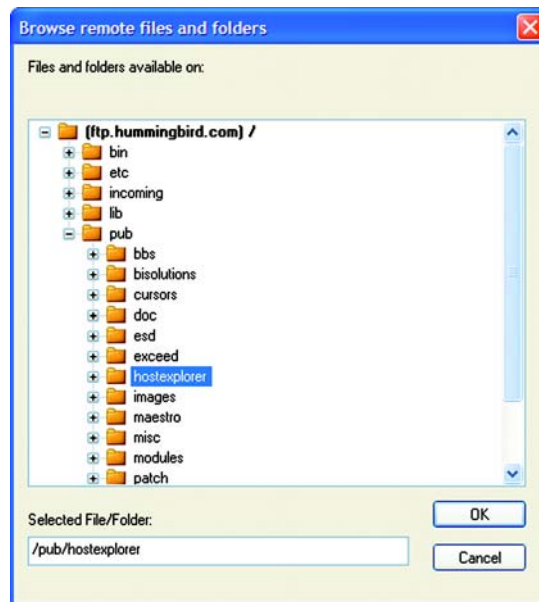 Browse remote files and folders
Files and folders available on:
(ftp.hummingbird.com) /
bin
etc
incoming
lib
pub
bbs
bisolutions
cursors
doc
esd
exceed
hostexplorer
images
maestro
misc
modules
patch
Selected File/Folder:
OK
/pub/hostexplorer
Cancel